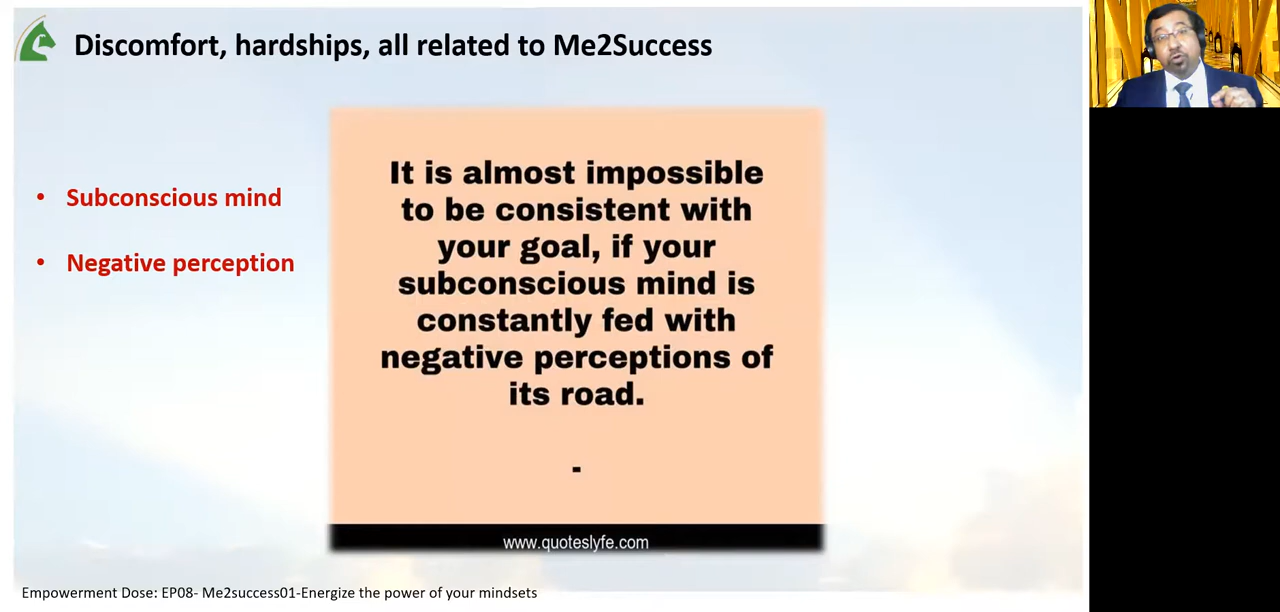 Discomfort, hardships, all related to Me2Success
• Subconscious mind
• Negative perception
It is almost impossible
to be consistent with
your goal, if your
subconscious mind is
constantly fed with
negative perceptions of
its road.
-
www.quoteslyfe.com
Empowerment Dose: EP08- Me2success01-Energize the power of your mindsets